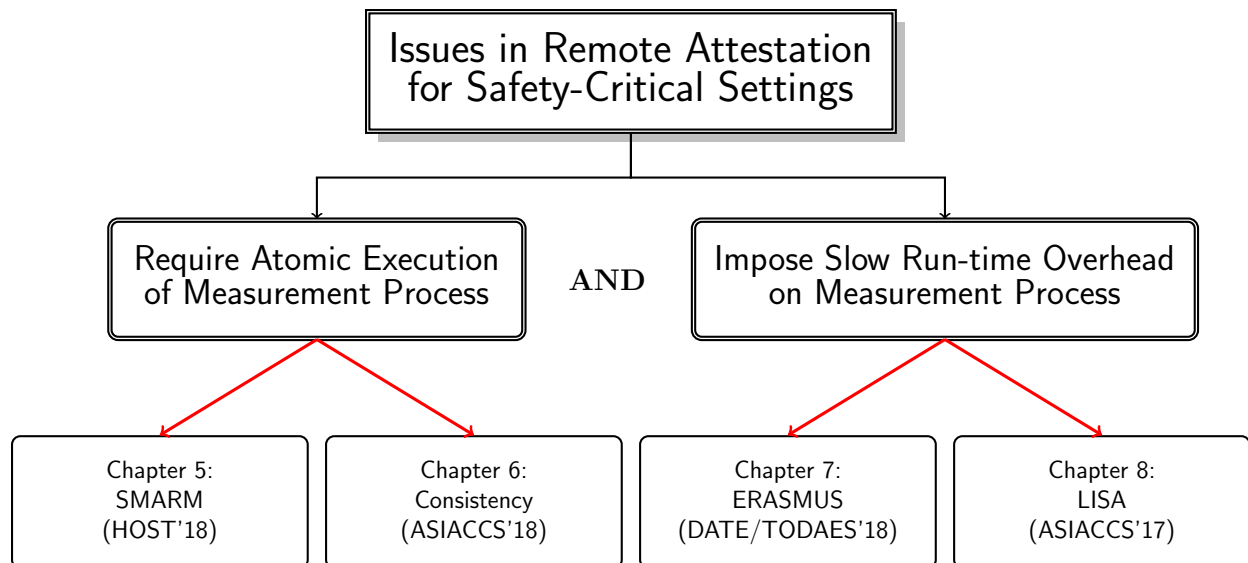 Issues in Remote Attestation
for Safety-Critical Settings
Require Atomic Execution
of Measurement Process
AND
Impose Slow Run-time Overhead
on Measurement Process
Chapter 5:
SMARM
(HOST'18)
Chapter 6:
Consistency
(ASIACCS'18)
Chapter 7:
ERASMUS
(DATE/TODAES'18)
Chapter 8:
LISA
(ASIACCS'17)